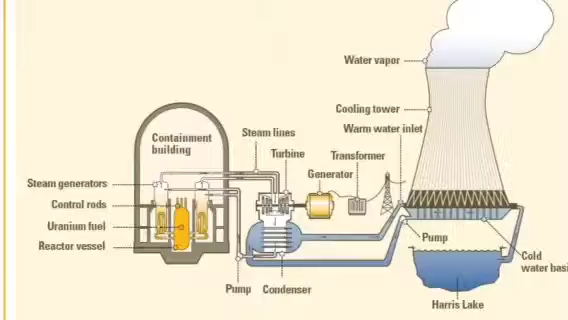 Water vapor
Cooling tower
Warm water inlet
Steam lines
Containment
building
Turbine
Transformer
Generator
Steam generators
Control rods
Uranium fuel
Reactor vessel
Pump
Cold
water basi
Pump
Condenser
Harris Lake